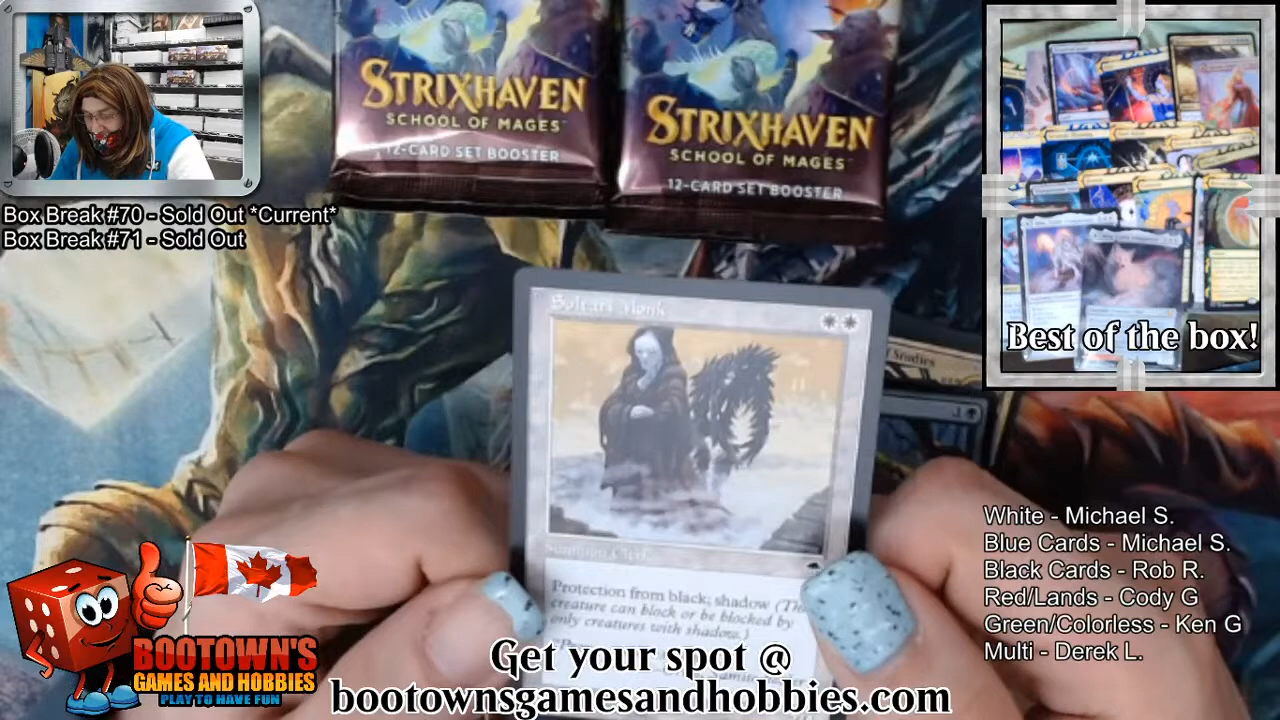 STRIXHAVEN
SCHOOL OF MAGES™
12-CARD SET BOOSTER
STRIXHAVEN
SCHOOL OF MAGES™
12-CARD SET BOOSTER
Box Break #70 - Sold Out *Current*
Box Break #71 - Sold Out
Best of the box!
Soltari Monk
of Studies
Protection from black; shadow (This
creature can block or be blocked by
only creatures with shadow.)
White - Michael S.
Blue Cards - Michael S.
Black Cards - Rob R.
Red/Lands - Cody G
Green/Colorless - Ken G
Multi - Derek L.
BOOTOWN'S
GAMES AND HOBBIES
PLAY TO HAVE FUN
Get your spot @
bootownsgamesandhobbies.com